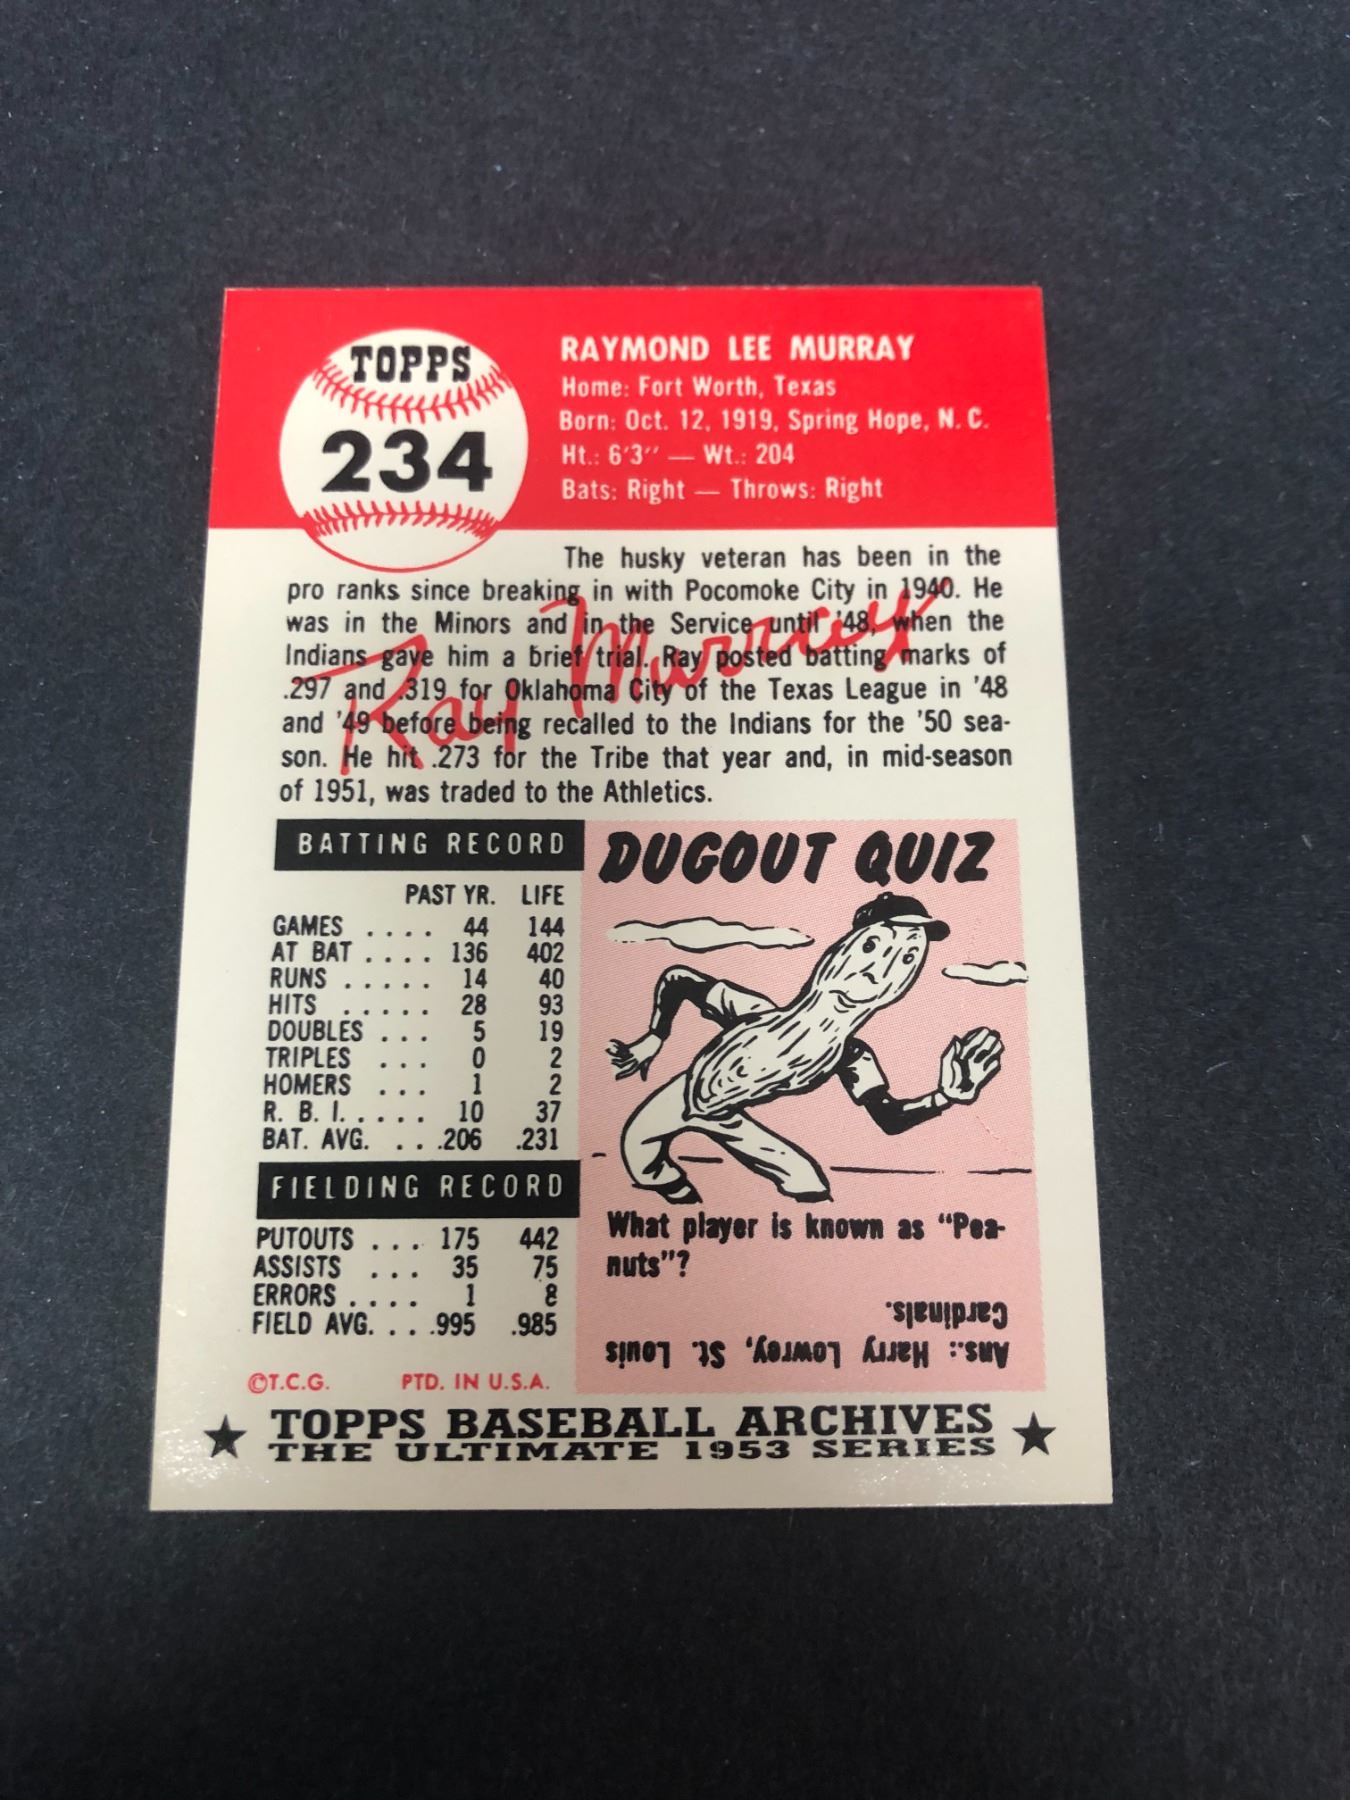 TOPPS
234
RAYMOND LEE MURRAY
Home: Fort Worth, Texas
Born: Oct. 12, 1919, Spring Hope, N. C.
Ht.: 6'3" — Wt.: 204
Bats: Right — Throws: Right
The husky veteran has been in the
pro ranks since breaking in with Pocomoke City in 1940. He
was in the Minors and in the Service until '48, when the
Indians gave him a brief trial. Ray posted batting marks of
.297 and .319 for Oklahoma City of the Texas League in '48
and '49 before being recalled to the Indians for the '50 sea-
son. He hit .273 for the Tribe that year and, in mid-season
of 1951, was traded to the Athletics.
Ray Murray
BATTING RECORD
PAST YR. LIFE
GAMES .... 44 144
AT BAT .... 136 402
RUNS ..... 14 40
HITS ..... 28 93
DOUBLES ... 5 19
TRIPLES ... 0 2
HOMERS ... 1 2
R. B. I. .... 10 37
BAT. AVG. ...206 .231
FIELDING RECORD
PUTOUTS ... 175 442
ASSISTS ... 35 75
ERRORS .... 1 8
FIELD AVG. ...995 .985
©T.C.G. PTD. IN U.S.A.
DUGOUT QUIZ
What player is known as "Pea-
nuts"?
Ans.: Harry Lowrey, St. Louis
Cardinals.
★ TOPPS BASEBALL ARCHIVES ★
THE ULTIMATE 1953 SERIES